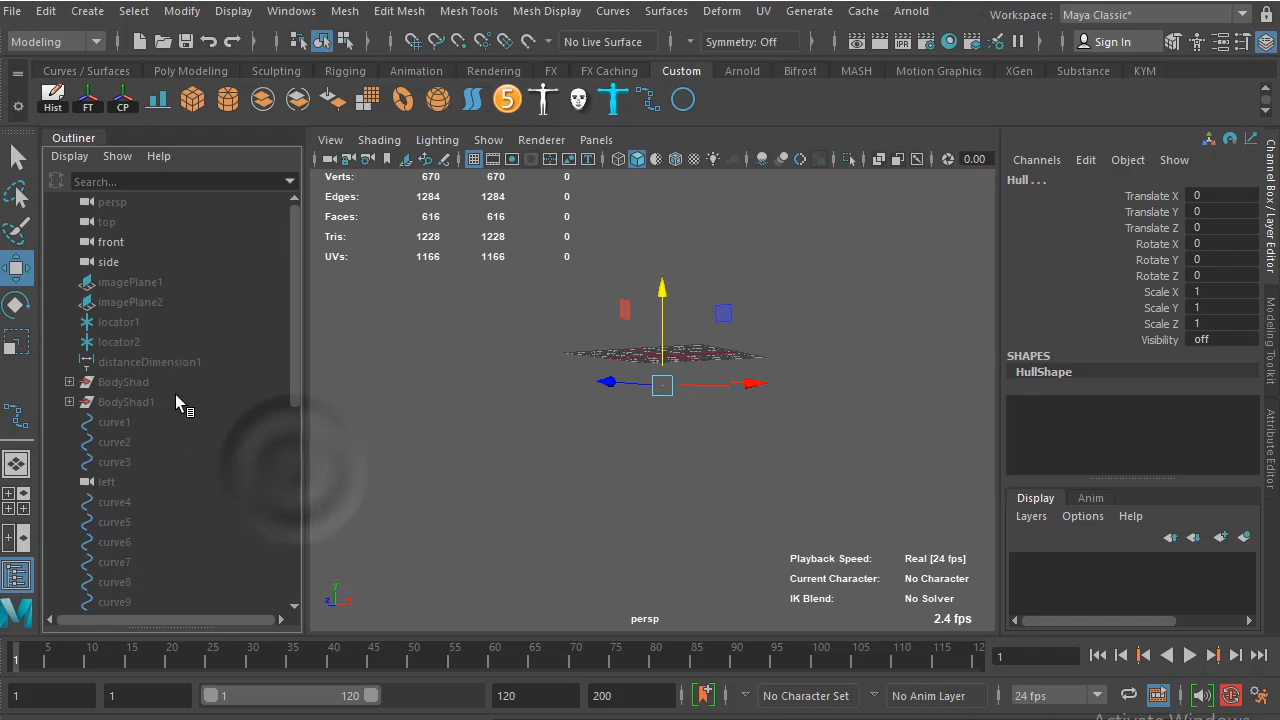 File Edit Create Select Modify Display Windows Mesh Edit Mesh Mesh Tools Mesh Display Curves Surfaces Deform UV Generate Cache Arnold Workspace: Maya Classic*
Modeling No Live Surface Symmetry: Off Sign In
Curves / Surfaces Poly Modeling Sculpting Rigging Animation Rendering FX FX Caching Custom Arnold Bifrost MASH Motion Graphics XGen Substance KYM
Hist FT CP 5
Outliner
Display Show Help
Search...
persp
top
front
side
imagePlane1
imagePlane2
locator1
locator2
distanceDimension1
BodyShad
BodyShad1
curve1
curve2
curve3
left
curve4
curve5
curve6
curve7
curve8
curve9
View Shading Lighting Show Renderer Panels
0.00
Verts: 670 670 0
Edges: 1284 1284 0
Faces: 616 616 0
Tris: 1228 1228 0
UVs: 1166 1166 0
Playback Speed: Real [24 fps]
Current Character: No Character
IK Blend: No Solver
y
z
persp
2.4 fps
Channels Edit Object Show
Hull . . .
Translate X 0
Translate Y 0
Translate Z 0
Rotate X 0
Rotate Y 0
Rotate Z 0
Scale X 1
Scale Y 1
Scale Z 1
Visibility off
SHAPES
HullShape
Display Anim
Layers Options Help
Channel Box / Layer Editor
Modeling Toolkit
Attribute Editor
1 5 10 15 20 25 30 35 40 45 50 55 60 65 70 75 80 85 90 95 100 105 110 115 12
1
1 1 1 120 120 200 No Character Set No Anim Layer 24 fps